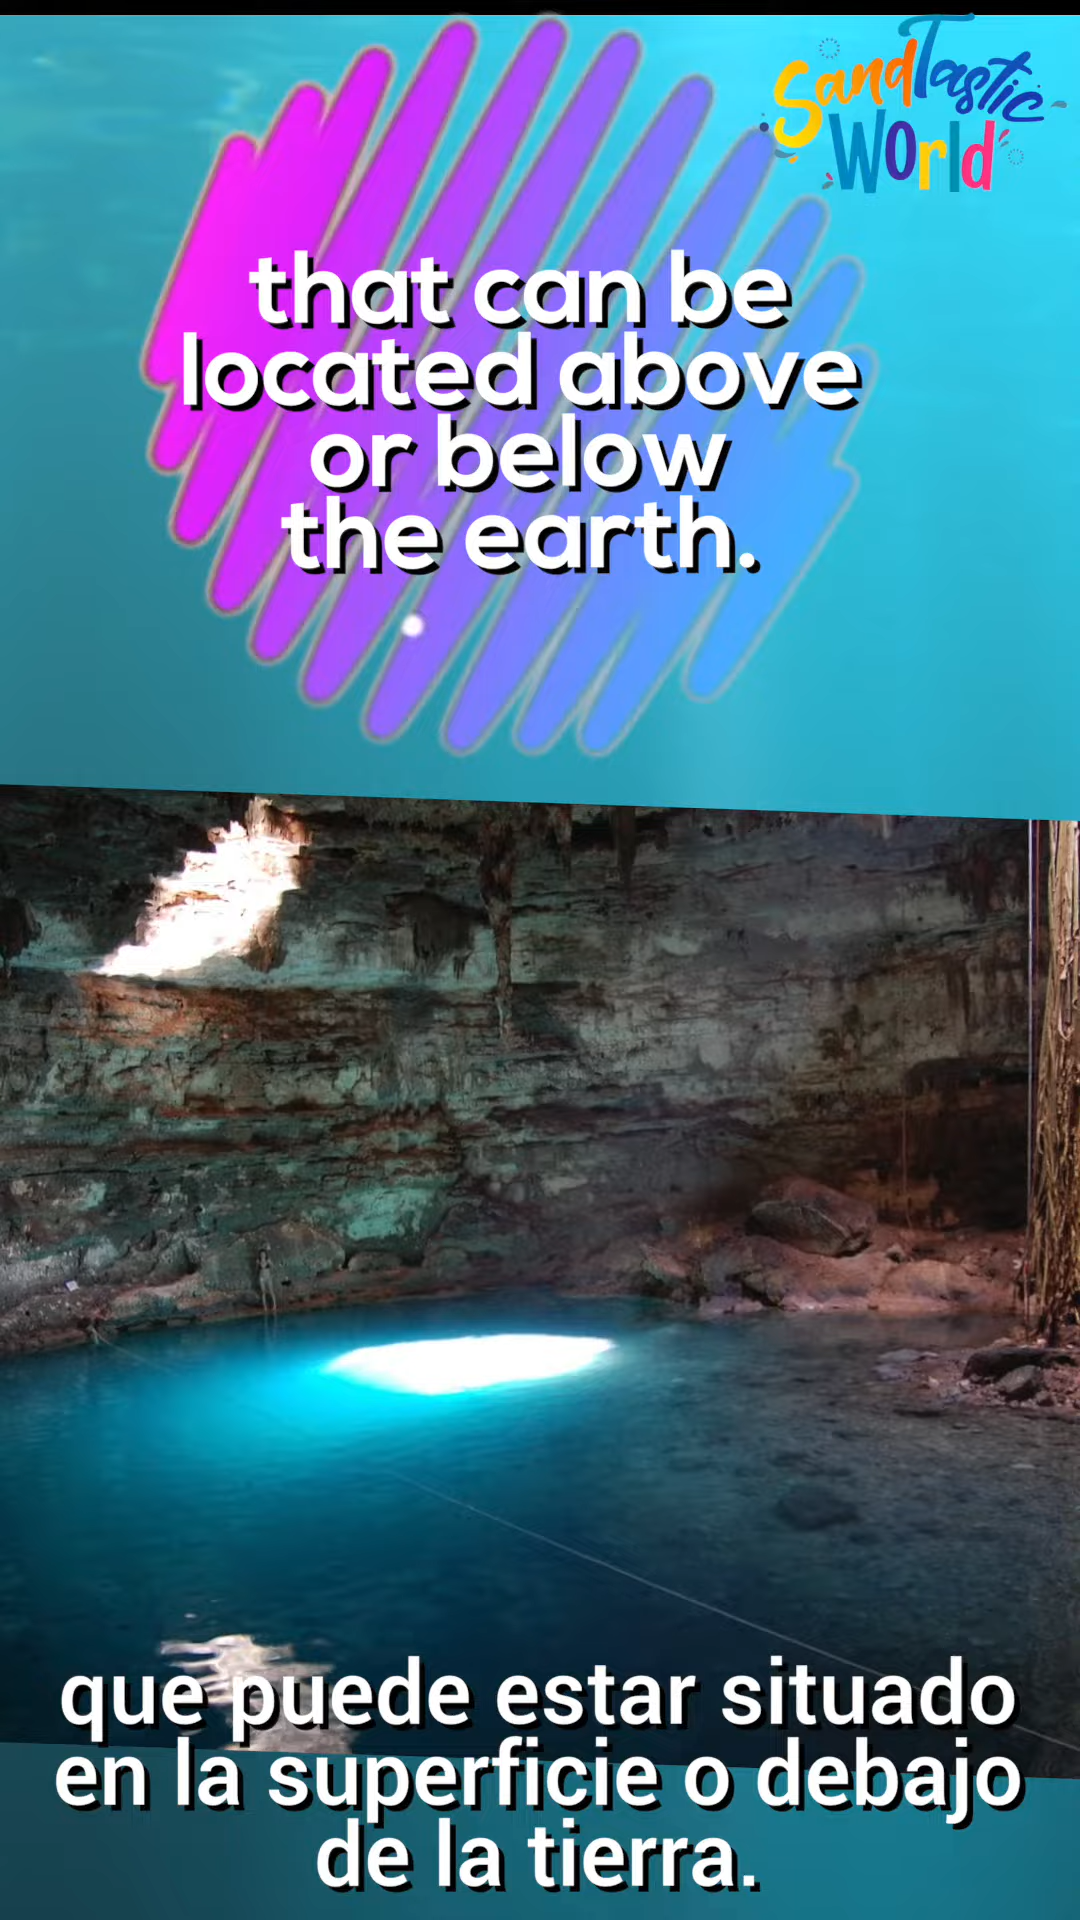 SandTastic
World
that can be
located above
or below
the earth.
que puede estar situado
en la superficie o debajo
de la tierra.